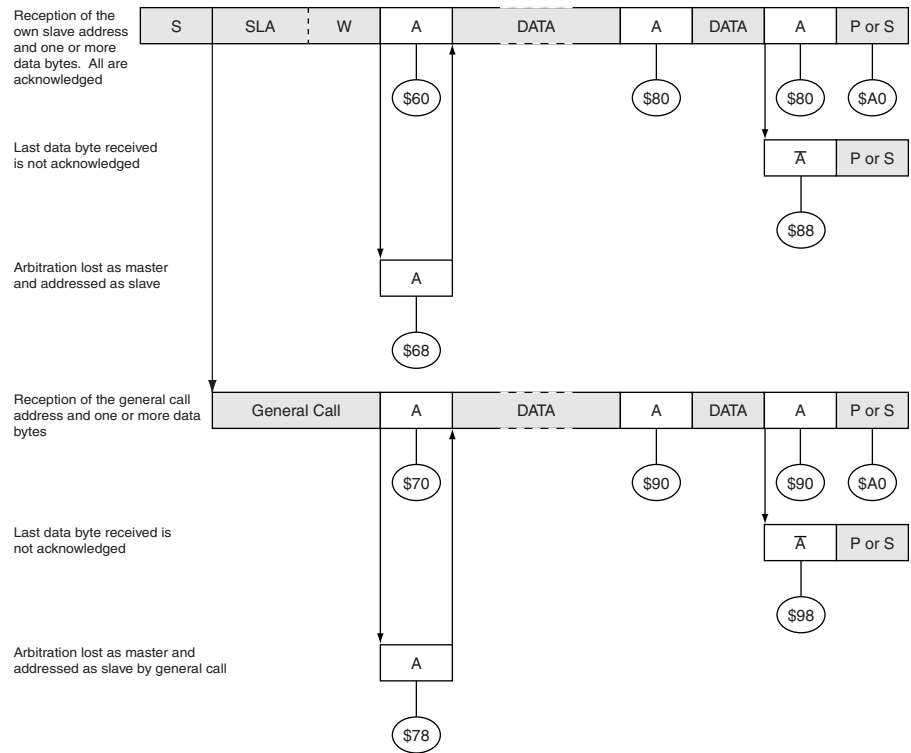 Reception of the
own slave address
and one or more
data bytes. All are
acknowledged
S SLA W A DATA A DATA A P or S
$60 $80 $80 $A0
Last data byte received
is not acknowledged
A̅ P or S
$88
Arbitration lost as master
and addressed as slave
A
$68
Reception of the general call
address and one or more data
bytes
General Call A DATA A DATA A P or S
$70 $90 $90 $A0
Last data byte received is
not acknowledged
A̅ P or S
$98
Arbitration lost as master and
addressed as slave by general call
A
$78